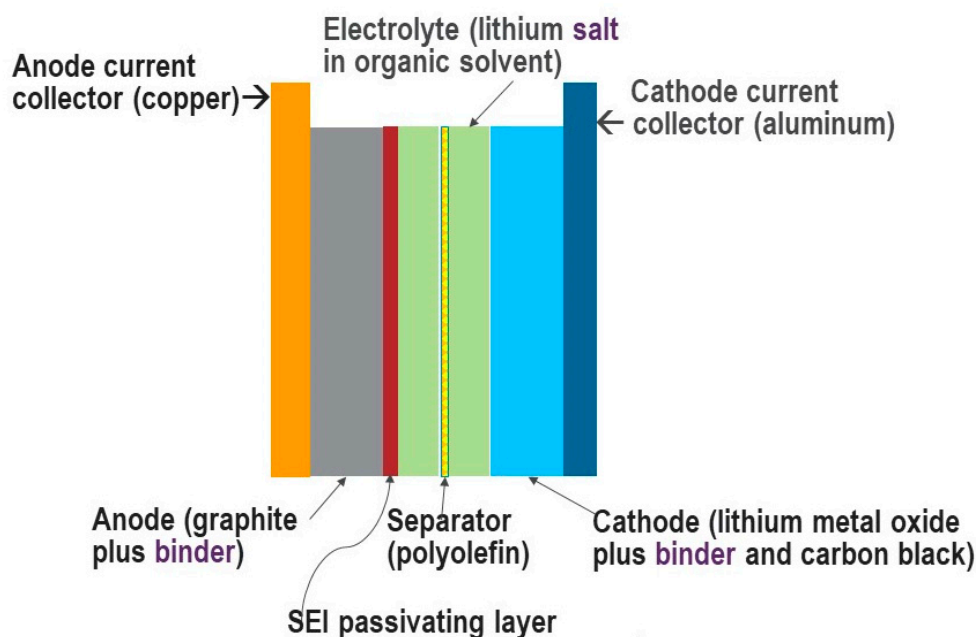 Electrolyte (lithium salt
in organic solvent)
Anode current
collector (copper)→
Cathode current
←collector (aluminum)
Anode (graphite
plus binder)
Separator
(polyolefin)
Cathode (lithium metal oxide
plus binder and carbon black)
SEI passivating layer